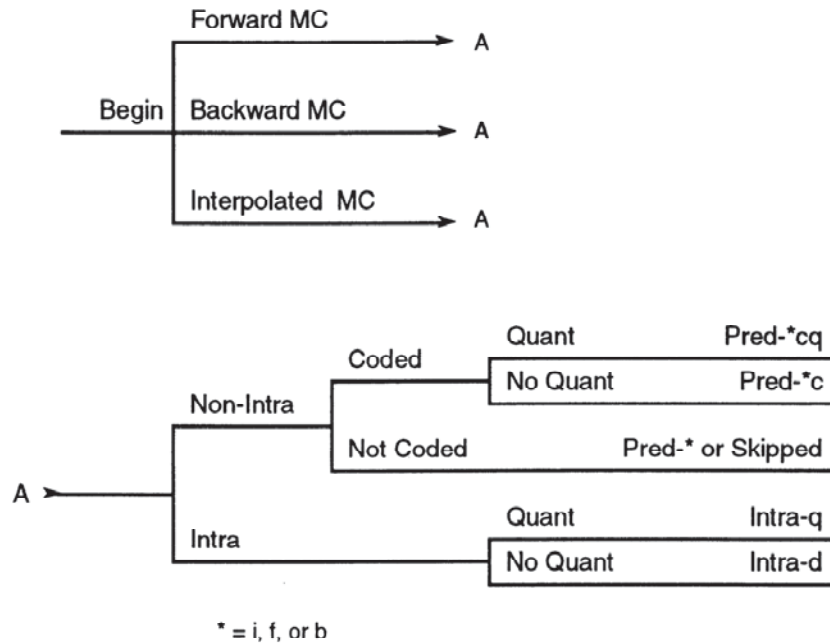 Forward MC
A
Begin
Backward MC
A
Interpolated MC
A
Quant Pred-*cq
Coded
No Quant Pred-*c
Non-Intra
Not Coded Pred-* or Skipped
A
Quant Intra-q
Intra
No Quant Intra-d
* = i, f, or b